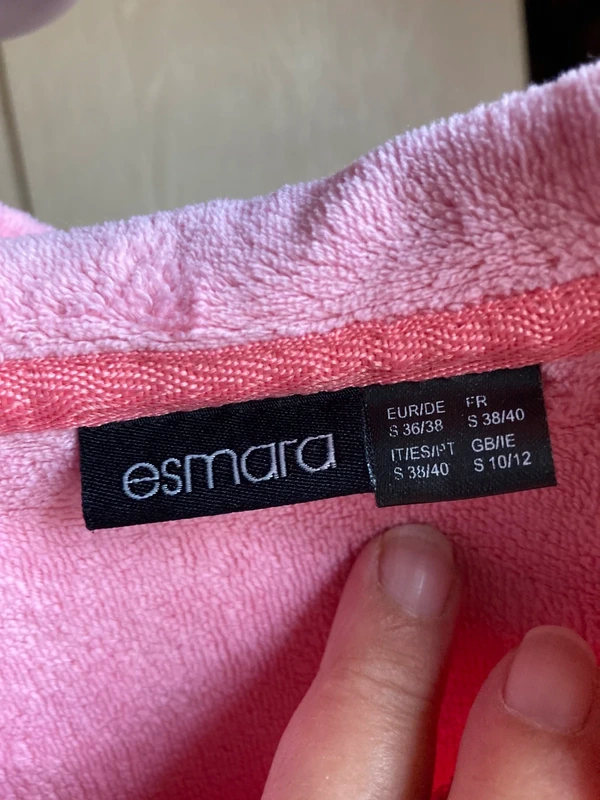 esmara
EUR/DE FR
S 36/38 S 38/40
IT/ES/PT GB/IE
S 38/40 S 10/12